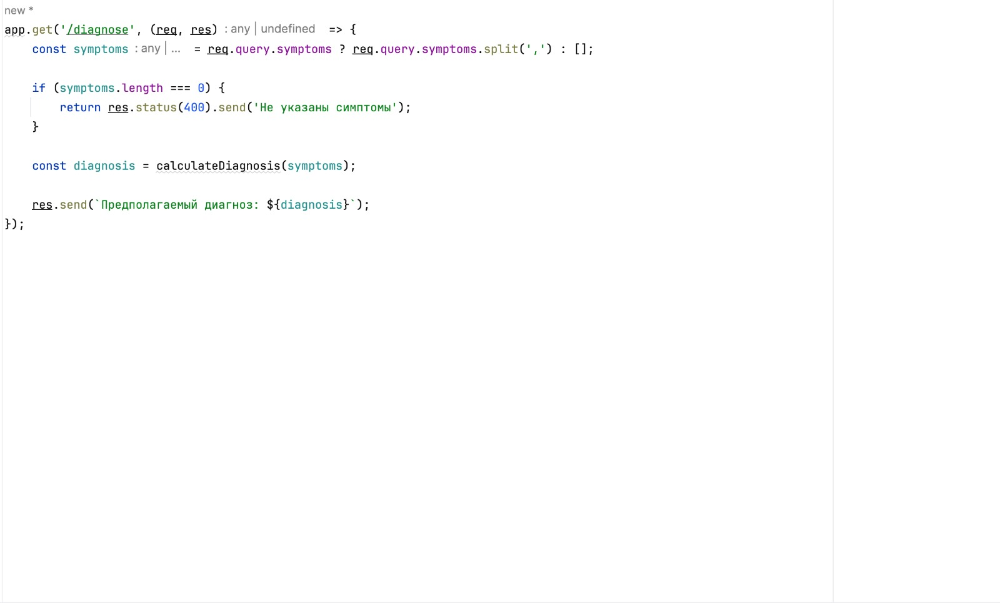 new *
app.get('/diagnose', (req, res) : any | undefined => {
    const symptoms : any | ... = req.query.symptoms ? req.query.symptoms.split(',') : [];
    if (symptoms.length === 0) {
        return res.status(400).send('Не указаны симптомы');
    }
    const diagnosis = calculateDiagnosis(symptoms);
    res.send(`Предполагаемый диагноз: ${diagnosis}`);
});